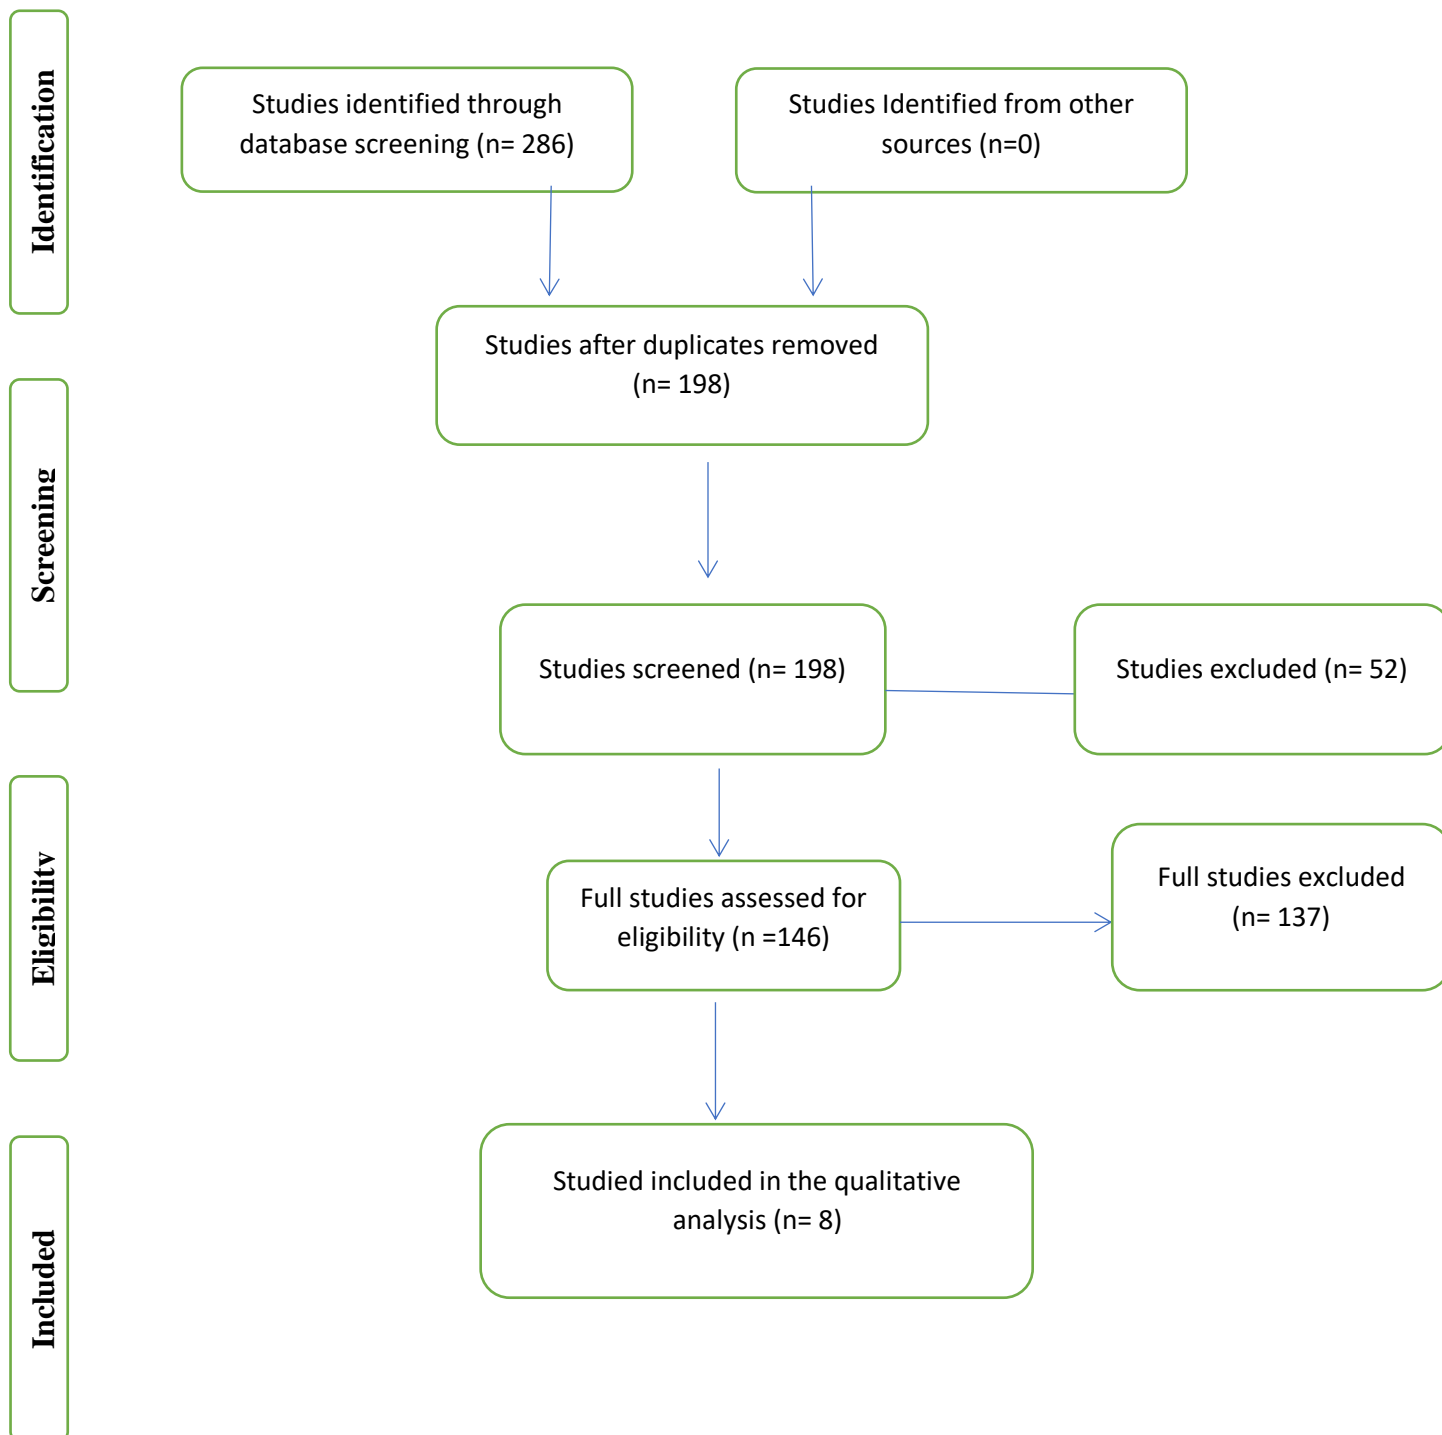 Identification
Studies identified through
database screening (n= 286)
Studies Identified from other
sources (n=0)
Studies after duplicates removed
(n= 198)
Screening
Studies screened (n= 198)
Studies excluded (n= 52)
Eligibility
Full studies assessed for
eligibility (n =146)
Full studies excluded
(n= 137)
Included
Studied included in the qualitative
analysis (n= 8)